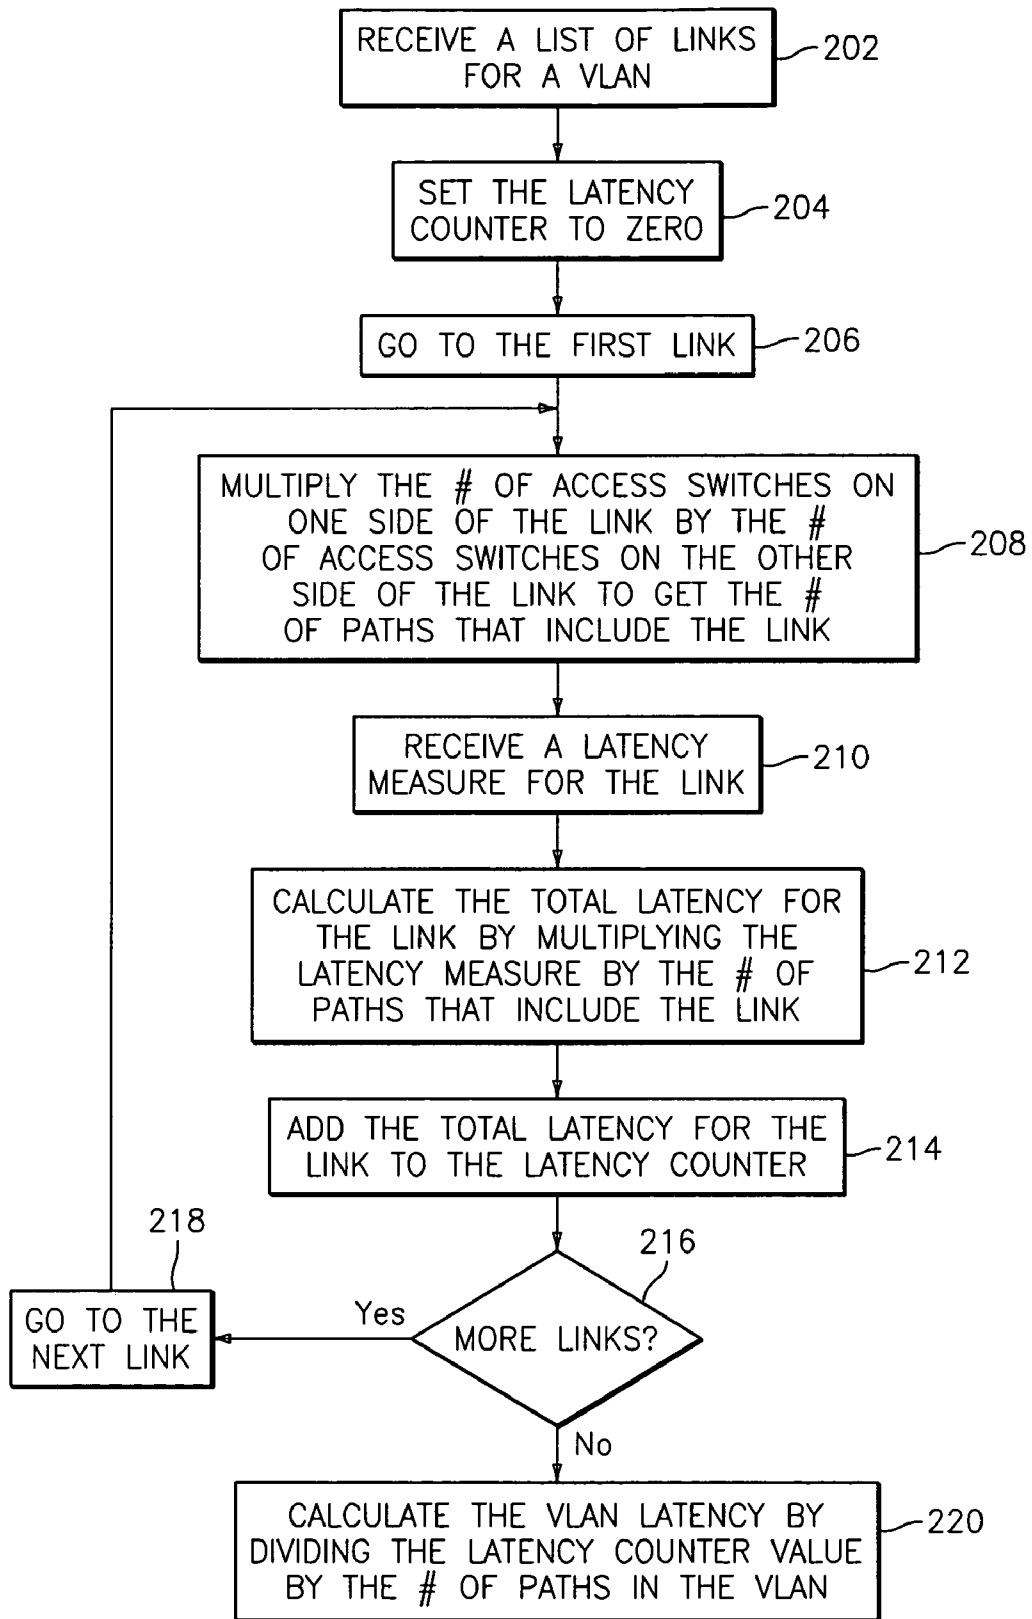 RECEIVE A LIST OF LINKS
FOR A VLAN
202
SET THE LATENCY
COUNTER TO ZERO
204
GO TO THE FIRST LINK
206
MULTIPLY THE # OF ACCESS SWITCHES ON
ONE SIDE OF THE LINK BY THE #
OF ACCESS SWITCHES ON THE OTHER
SIDE OF THE LINK TO GET THE #
OF PATHS THAT INCLUDE THE LINK
208
RECEIVE A LATENCY
MEASURE FOR THE LINK
210
CALCULATE THE TOTAL LATENCY FOR
THE LINK BY MULTIPLYING THE
LATENCY MEASURE BY THE # OF
PATHS THAT INCLUDE THE LINK
212
ADD THE TOTAL LATENCY FOR THE
LINK TO THE LATENCY COUNTER
214
216
MORE LINKS?
Yes
218
GO TO THE
NEXT LINK
No
CALCULATE THE VLAN LATENCY BY
DIVIDING THE LATENCY COUNTER VALUE
BY THE # OF PATHS IN THE VLAN
220